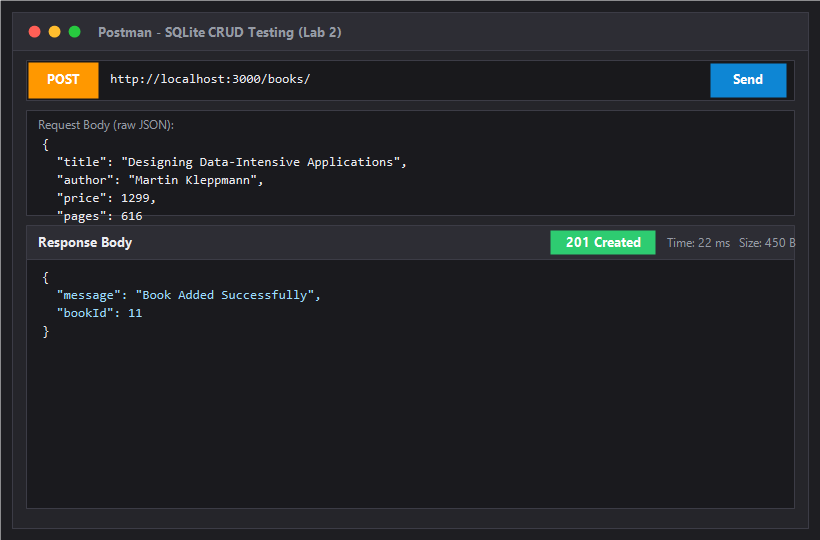 Postman - SQLite CRUD Testing (Lab 2)
POST http://localhost:3000/books/ Send
Request Body (raw JSON):
{
"title": "Designing Data-Intensive Applications",
"author": "Martin Kleppmann",
"price": 1299,
"pages": 616
Response Body 201 Created Time: 22 ms Size: 450 B
{
"message": "Book Added Successfully",
"bookId": 11
}